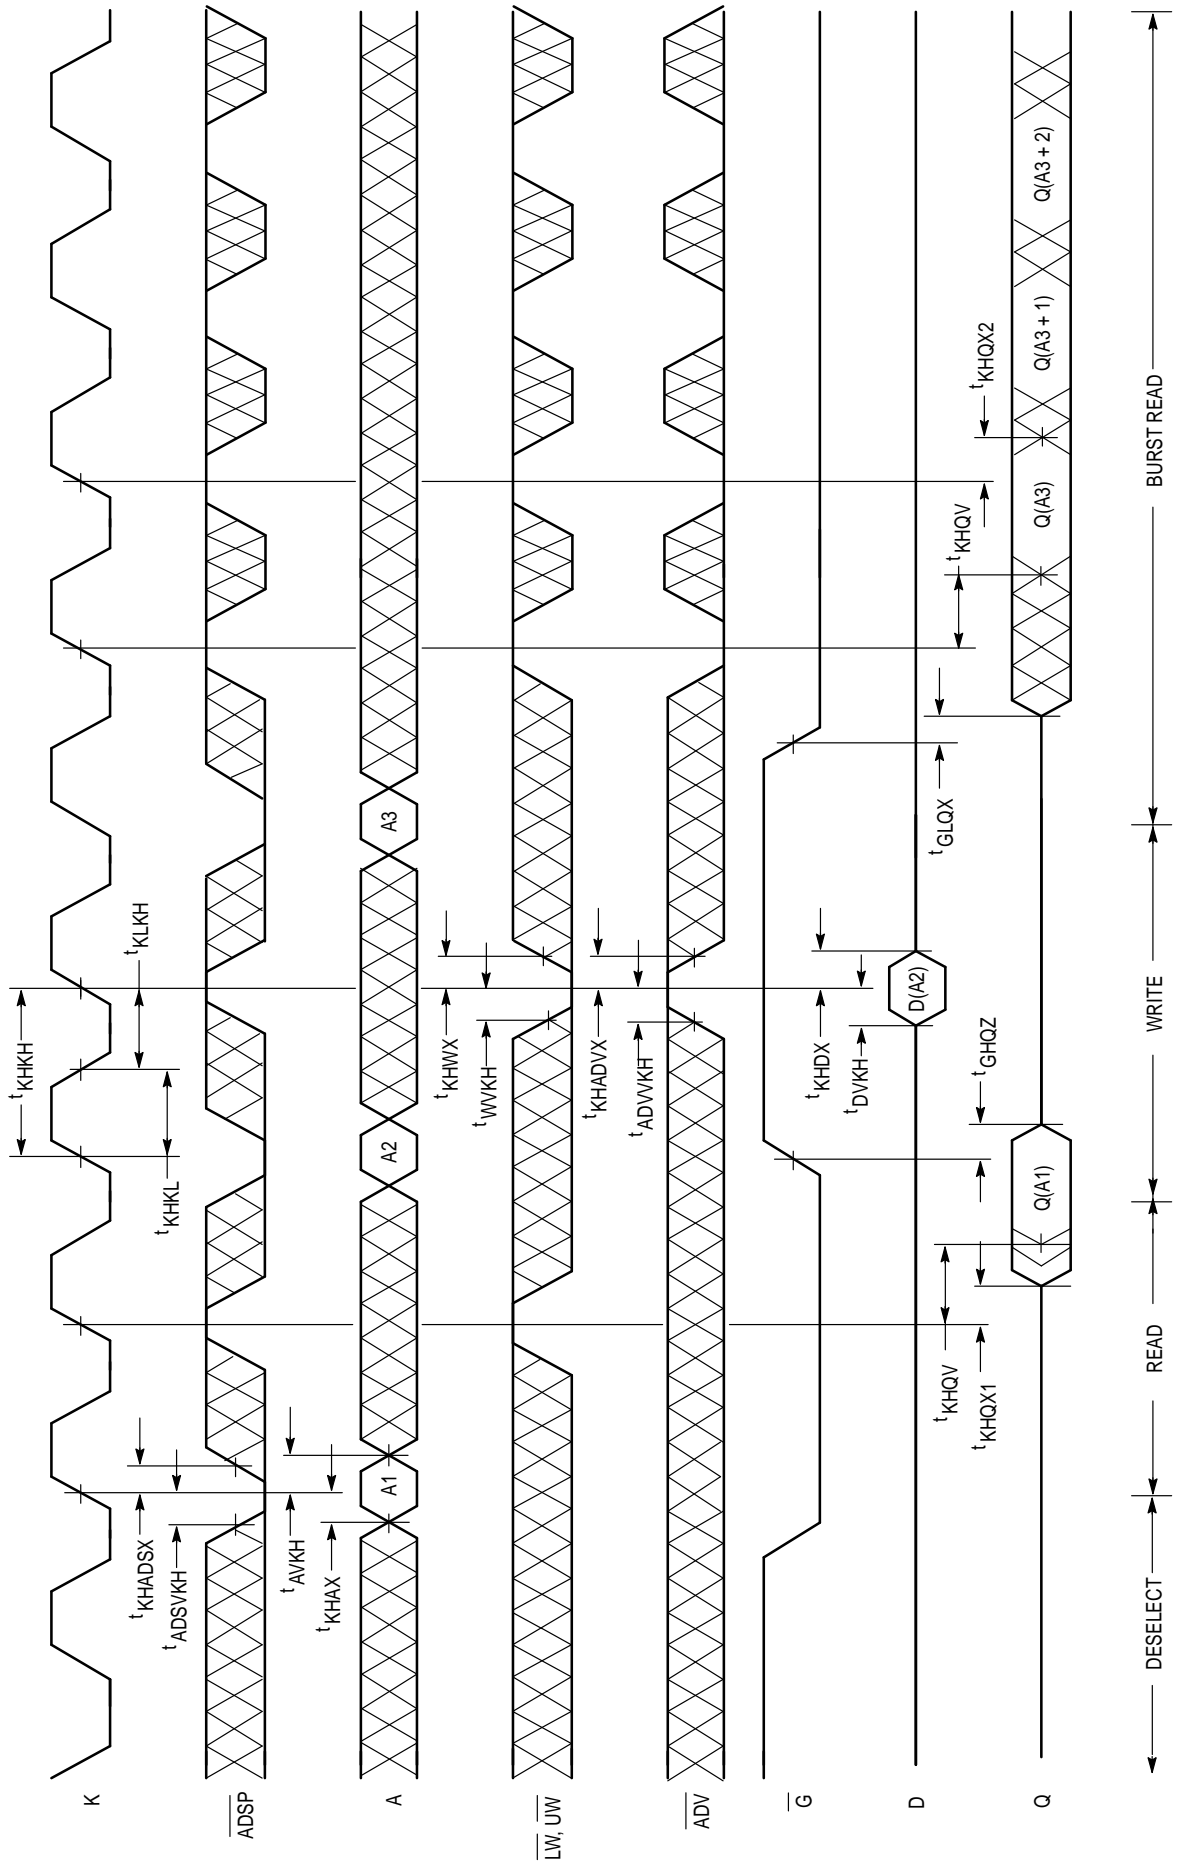 K
ADSP
A
LW, UW
ADV
G
D
Q
tKHKH
tKLKH
tKHKL
tKHADSX
tADSVKH
tAVKH
tKHAX
A1
A2
A3
tKHWX
tWVKH
tKHADVX
tADVVKH
tKHDX
tDVKH
D(A2)
tGLQX
tGHQZ
tKHQV
tKHQX1
tKHQV
tKHQX2
Q(A1)
Q(A3)
Q(A3 + 1)
Q(A3 + 2)
DESELECT
READ
WRITE
BURST READ